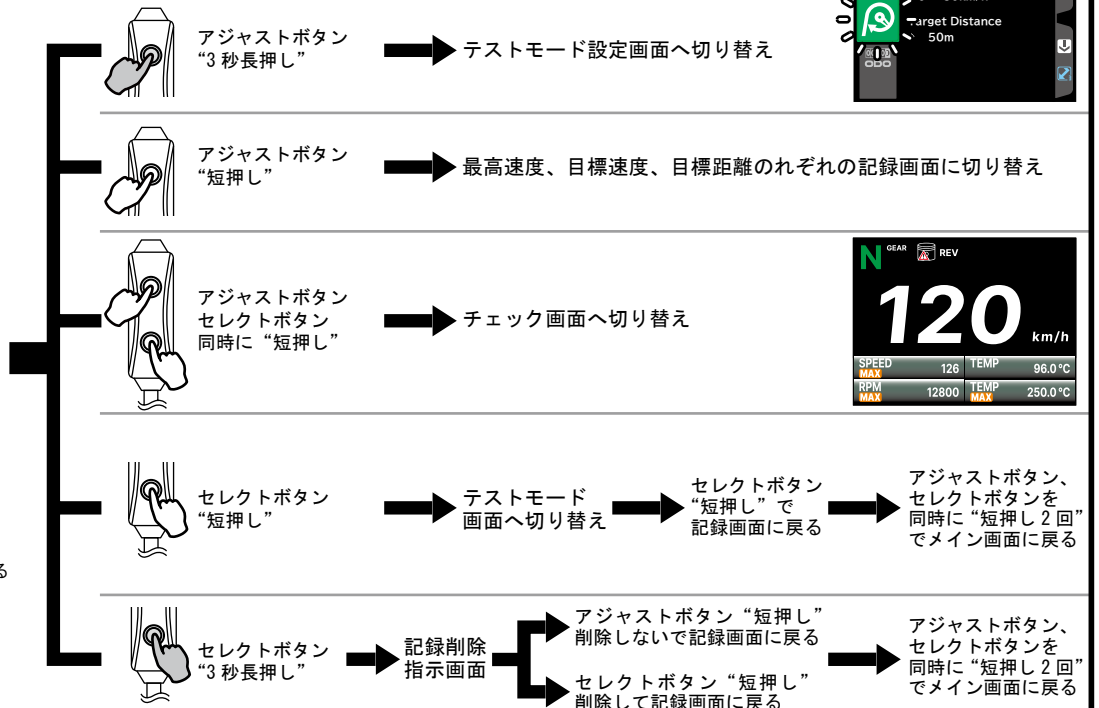 arget Distance
50m
ODO
アジャストボタン
“3 秒長押し”
テストモード設定画面へ切り替え
アジャストボタン
“短押し”
最高速度、目標速度、目標距離のれぞれの記録画面に切り替え
アジャストボタン
セレクトボタン
同時に “短押し”
チェック画面へ切り替え
N GEAR REV
120 km/h
SPEED MAX 126 TEMP 96.0°C
RPM MAX 12800 TEMP MAX 250.0°C
セレクトボタン
“短押し”
テストモード
画面へ切り替え
セレクトボタン
“短押し” で
記録画面に戻る
アジャストボタン、
セレクトボタンを
同時に “短押し 2 回”
でメイン画面に戻る
る
セレクトボタン
“3 秒長押し”
記録削除
指示画面
アジャストボタン “短押し”
削除しないで記録画面に戻る
セレクトボタン “短押し”
削除して記録画面に戻る
アジャストボタン、
セレクトボタンを
同時に “短押し 2 回”
でメイン画面に戻る